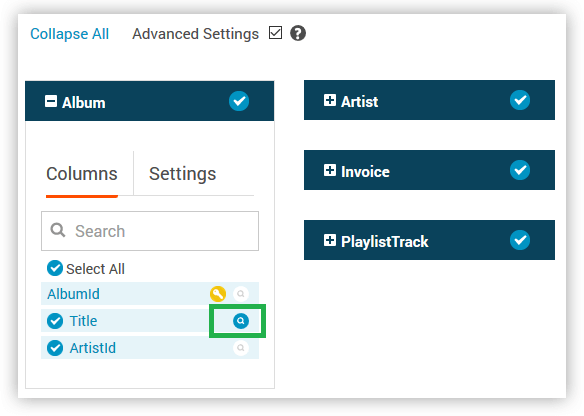 Collapse All Advanced Settings
Album
Columns Settings
Search
Select All
AlbumId
Title
ArtistId
Artist
Invoice
PlaylistTrack